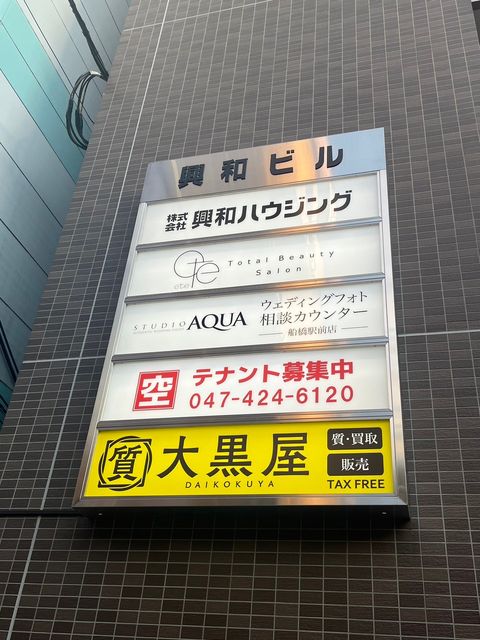 興和ビル
株式会社 興和ハウジング
ete Total Beauty
Salon
STUDIO AQUA
ウェディングフォト
相談カウンター
船橋駅前店
空 テナント募集中
047-424-6120
質 大黒屋
DAIKOKUYA
質・買取
販売
TAX FREE